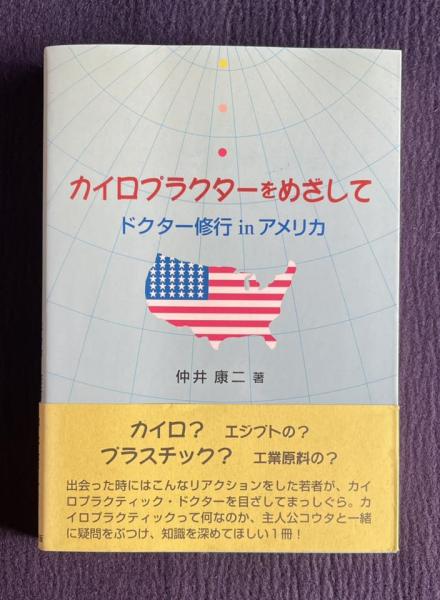 カイロプラクターをめざして
ドクター修行 in アメリカ
仲井 康二 著
カイロ? エジプトの?
プラスチック? 工業原料の?
出会った時にはこんなリアクションをした若者が、カイ
ロプラクティック・ドクターを目ざしてまっしぐら。カ
イロプラクティックって何なのか、主人公コウタと一緒
に疑問をぶつけ、知識を深めてほしい1冊!